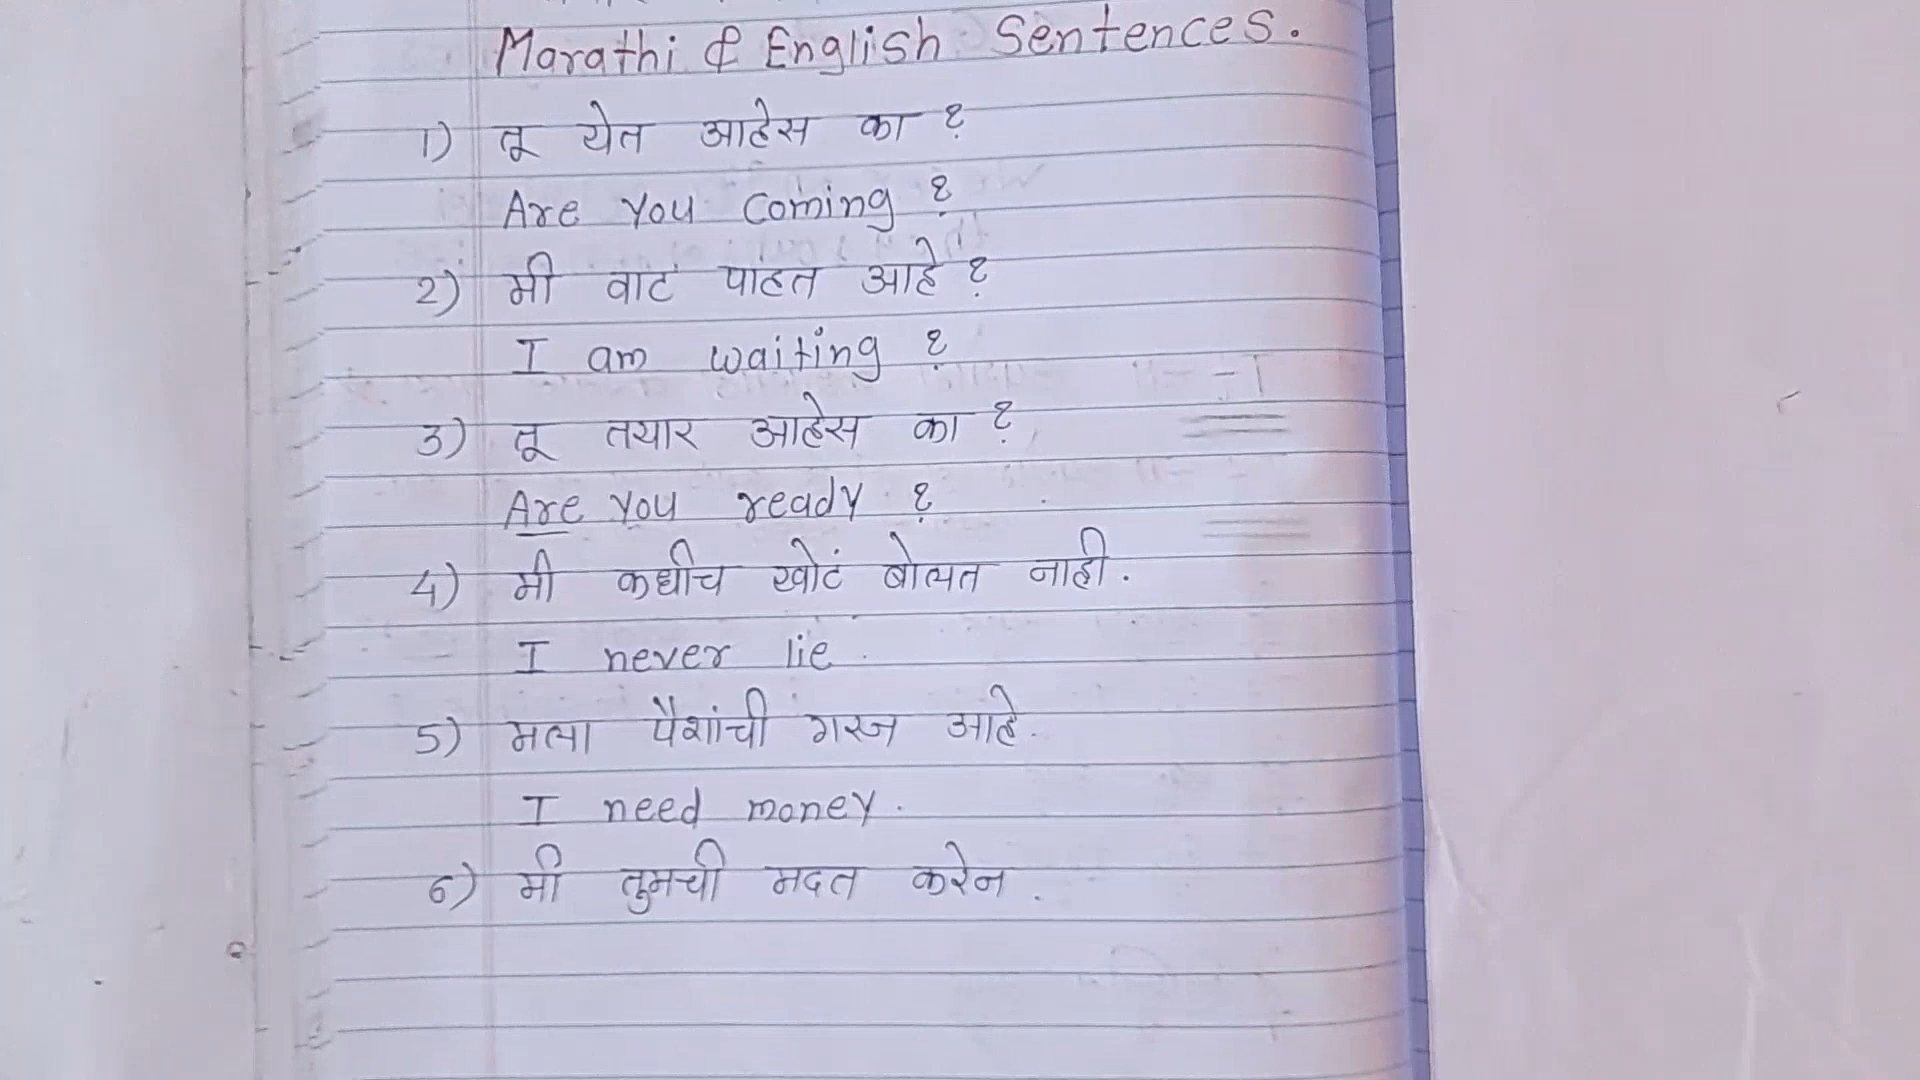 Marathi & English Sentences.
1) तू येत आहेस का ?
Are you coming ?
2) मी वाट पाहत आहे ?
I am waiting ?
3) तू तयार आहेस का ?
Are you ready ?
4) मी कधीच खोटं बोलत नाही.
I never lie.
5) मला पैशांची गरज आहे.
I need money.
6) मी तुमची मदत करेन.